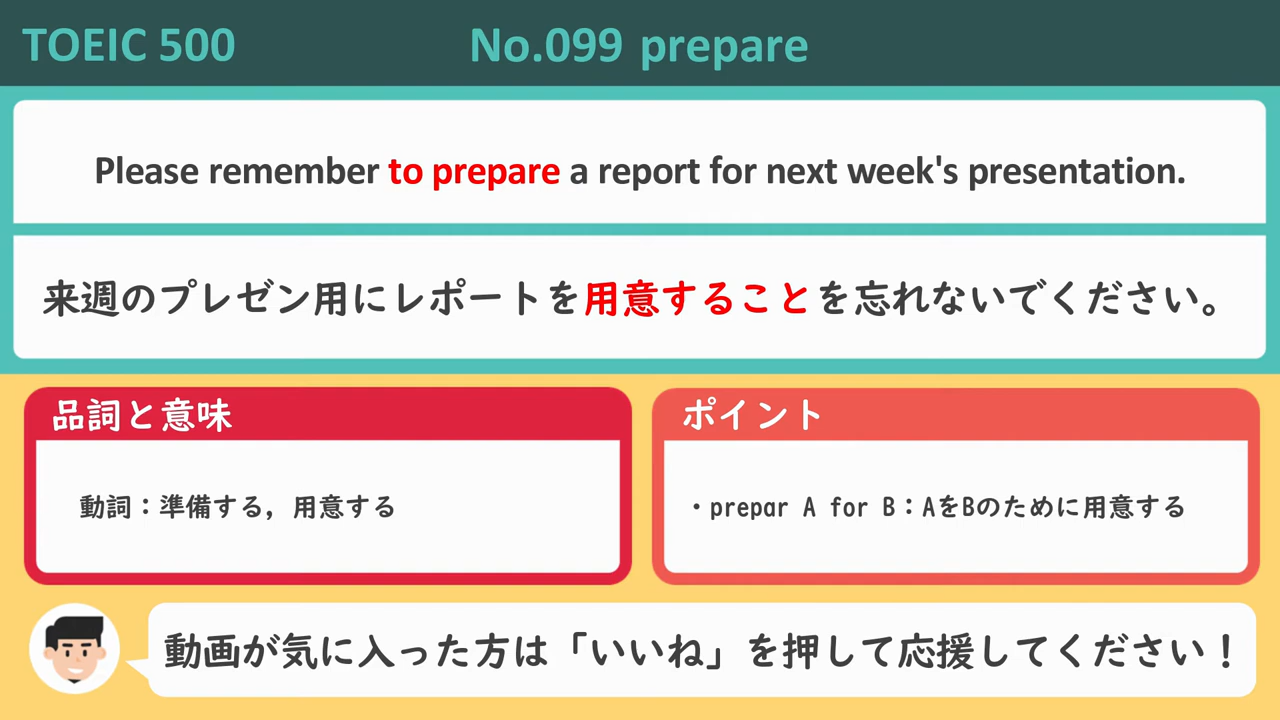 TOEIC 500
No.099 prepare
Please remember to prepare a report for next week's presentation.
来週のプレゼン用にレポートを用意することを忘れないでください。
品詞と意味
動詞：準備する，用意する
ポイント
・prepar A for B：AをBのために用意する
動画が気に入った方は「いいね」を押して応援してください！